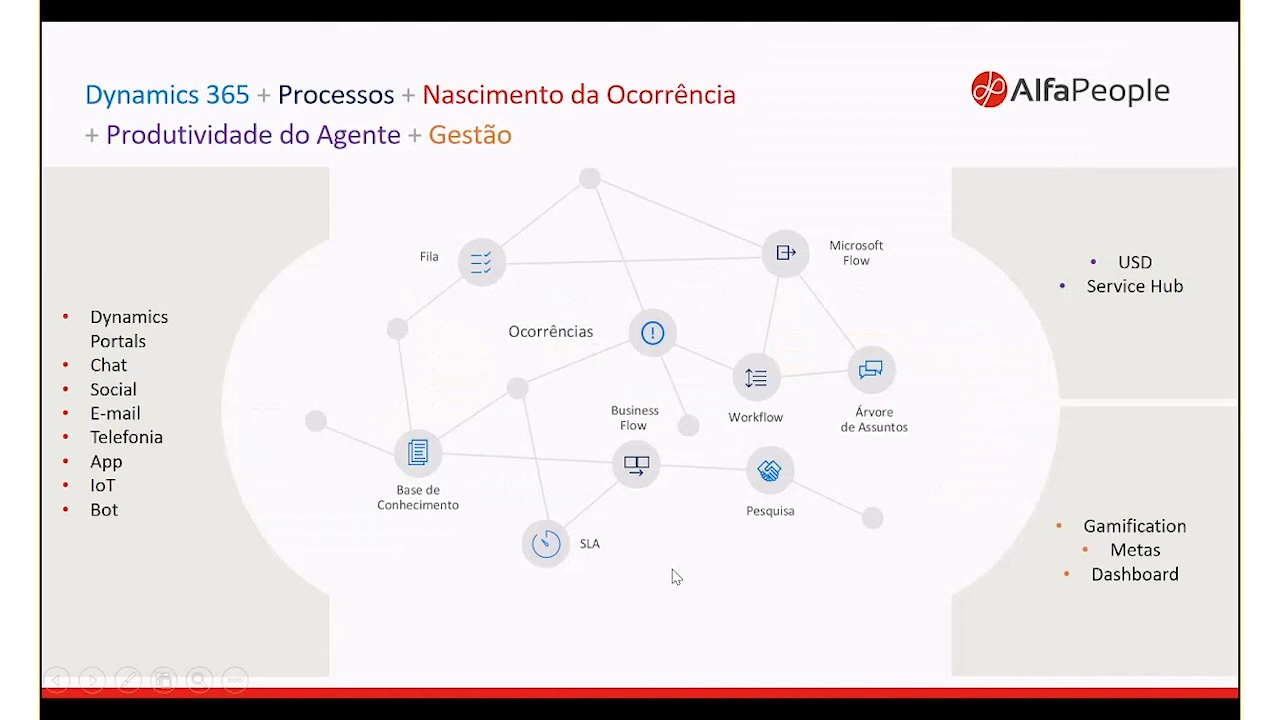 Dynamics 365 + Processos + Nascimento da Ocorrência
+ Produtividade do Agente + Gestão
AlfaPeople
• Dynamics
Portals
• Chat
• Social
• E-mail
• Telefonia
• App
• IoT
• Bot
Fila
Microsoft
Flow
Ocorrências
Workflow
Árvore
de Assuntos
Business
Flow
Base de
Conhecimento
Pesquisa
SLA
• USD
• Service Hub
• Gamification
• Metas
• Dashboard